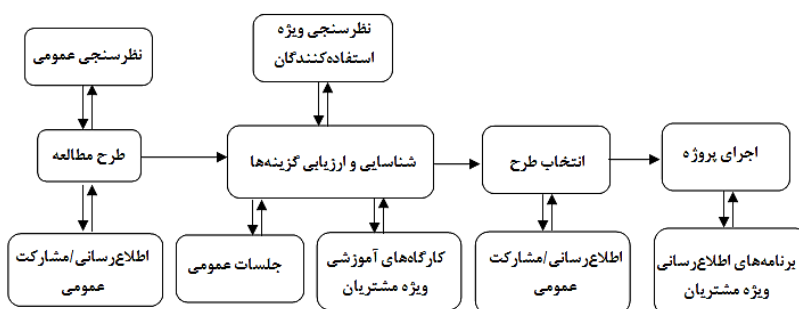 نظرسنجی عمومی
نظرسنجی ویژه
استفاده‌کنندگان
طرح مطالعه
شناسایی و ارزیابی گزینه‌ها
انتخاب طرح
اجرای پروژه
اطلاع‌رسانی/مشارکت
عمومی
جلسات عمومی
کارگاه‌های آموزشی
ویژه مشتریان
اطلاع‌رسانی/مشارکت
عمومی
برنامه‌های اطلاع‌رسانی
ویژه مشتریان